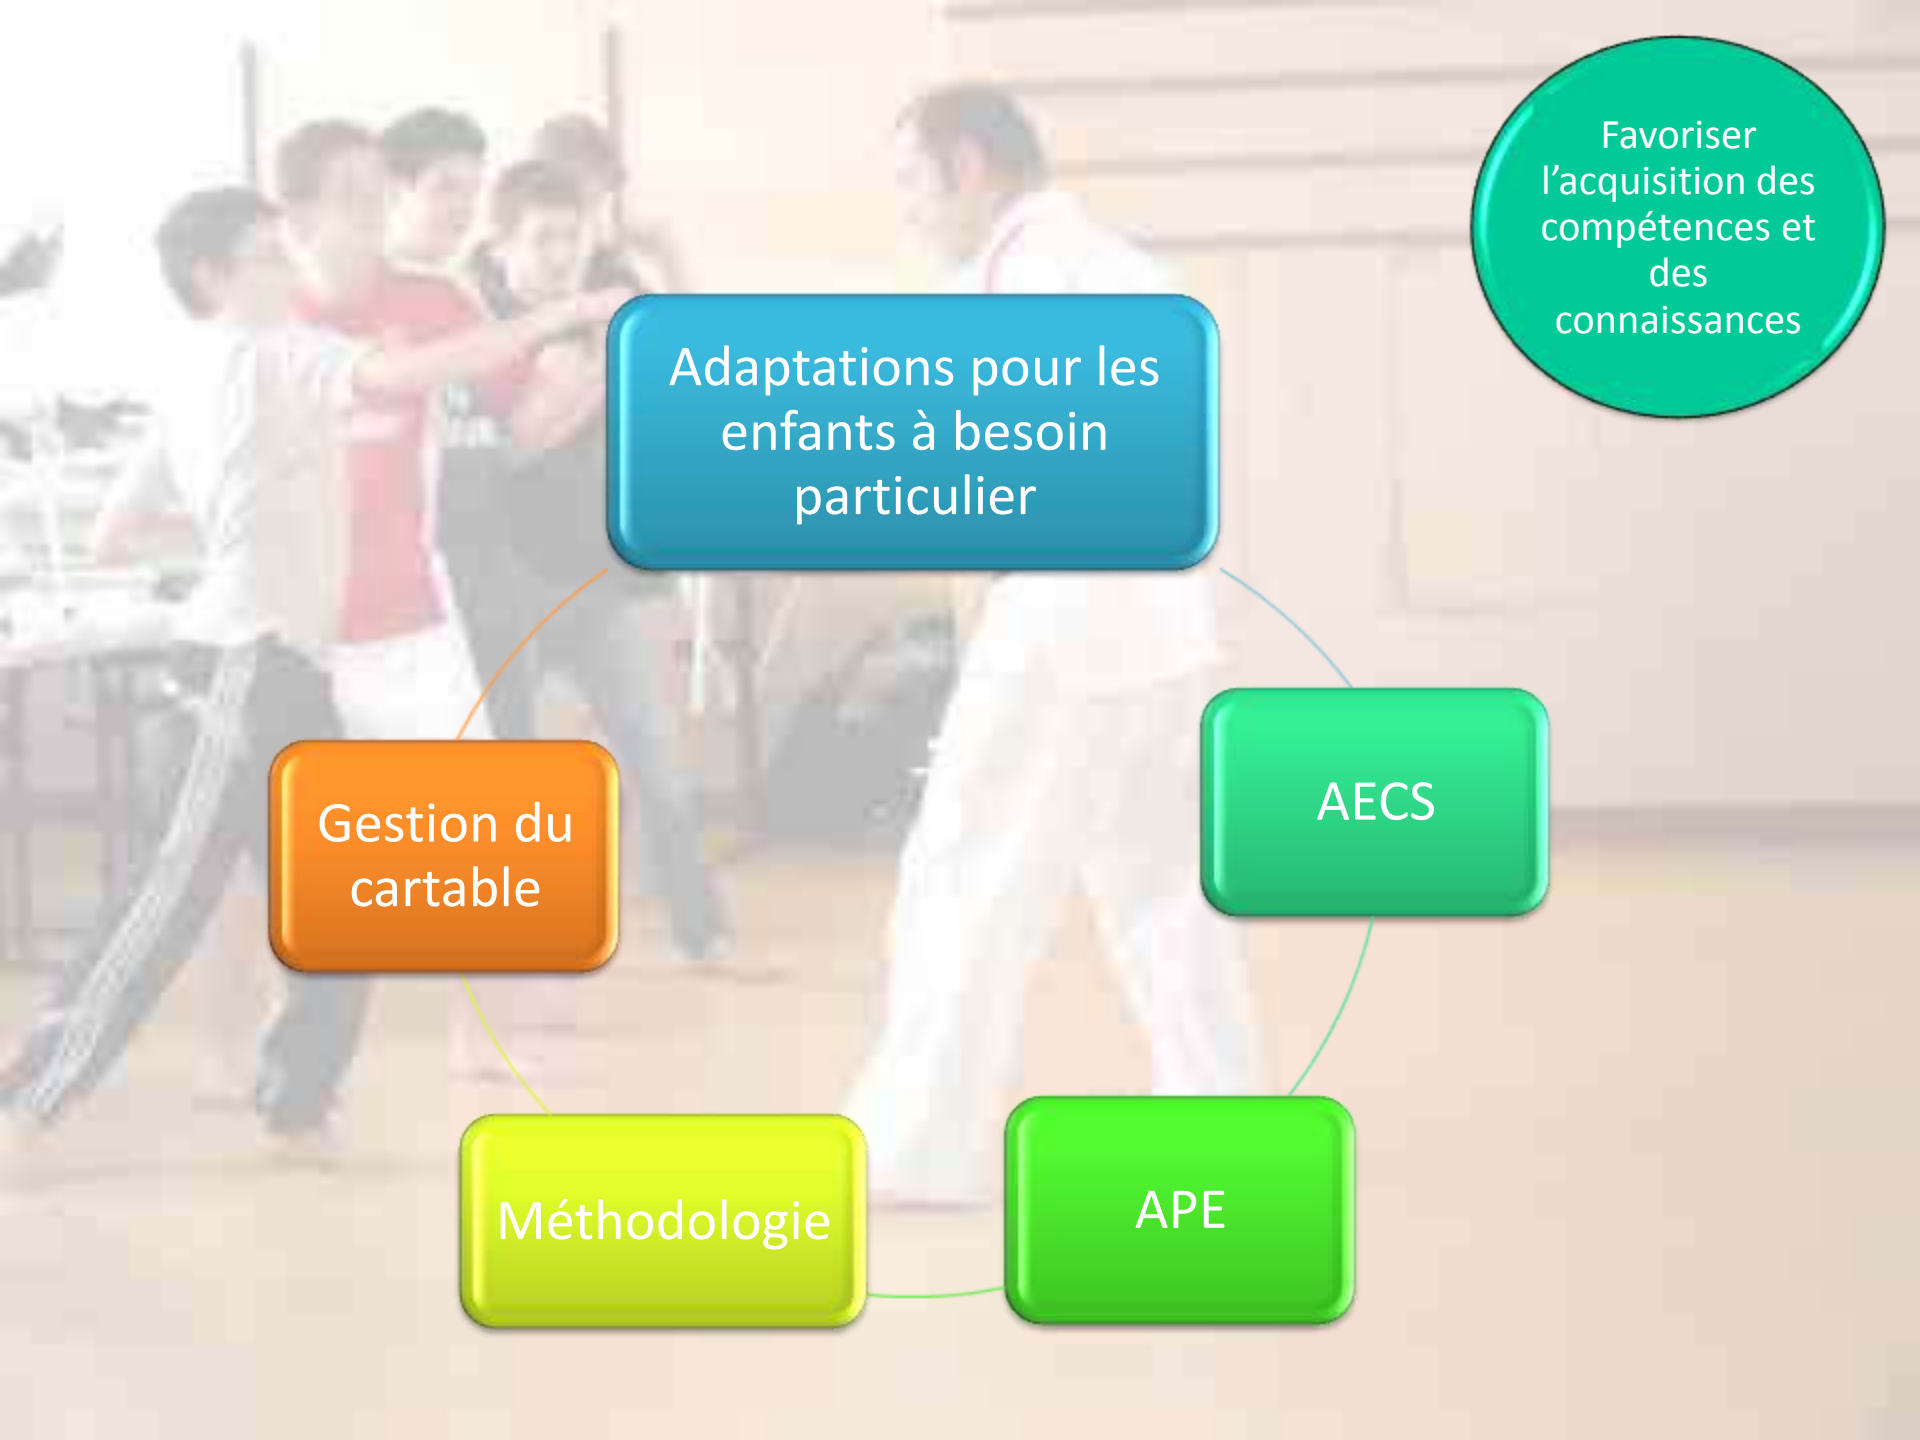 Favoriser
l’acquisition des
compétences et
des
connaissances
Adaptations pour les
enfants à besoin
particulier
AECS
APE
Méthodologie
Gestion du
cartable